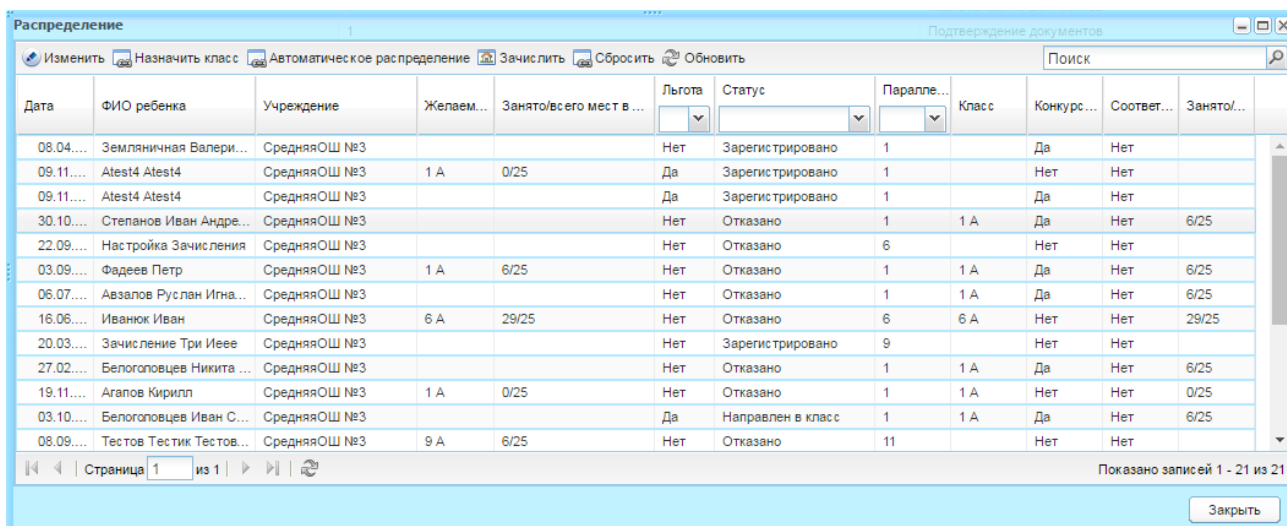 Распределение
1
Подтверждение документов
Изменить Назначить класс Автоматическое распределение Зачислить Сбросить Обновить Поиск
Дата ФИО ребенка Учреждение Желаем... Занято/всего мест в ... Льгота Статус Паралле... Класс Конкурс... Соответ... Занято/...
08.04.... Земляничная Валери... СредняяОШ №3 Нет Зарегистрировано 1 Да Нет
09.11.... Atest4 Atest4 СредняяОШ №3 1 А 0/25 Да Зарегистрировано 1 Нет Нет
09.11.... Atest4 Atest4 СредняяОШ №3 Да Зарегистрировано 1 Да Нет
30.10.... Степанов Иван Андре... СредняяОШ №3 Нет Отказано 1 1 А Да Нет 6/25
22.09.... Настройка Зачисления СредняяОШ №3 Нет Отказано 6 Нет Нет
03.09.... Фадеев Петр СредняяОШ №3 1 А 6/25 Нет Отказано 1 1 А Да Нет 6/25
06.07.... Авзалов Руслан Игна... СредняяОШ №3 Нет Отказано 1 1 А Да Нет 6/25
16.06.... Иванюк Иван СредняяОШ №3 6 А 29/25 Нет Отказано 6 6 А Нет Нет 29/25
20.03.... Зачисление Три Иеее СредняяОШ №3 Нет Зарегистрировано 9 Нет Нет
27.02.... Белоголовцев Никита ... СредняяОШ №3 Нет Отказано 1 1 А Да Нет 6/25
19.11.... Агапов Кирилл СредняяОШ №3 1 А 0/25 Нет Отказано 1 1 А Нет Нет 0/25
03.10.... Белоголовцев Иван С... СредняяОШ №3 Да Направлен в класс 1 1 А Да Нет 6/25
08.09.... Тестов Тестик Тестов... СредняяОШ №3 9 А 6/25 Нет Отказано 11 Нет Нет
Страница 1 из 1 Показано записей 1 - 21 из 21
Закрыть